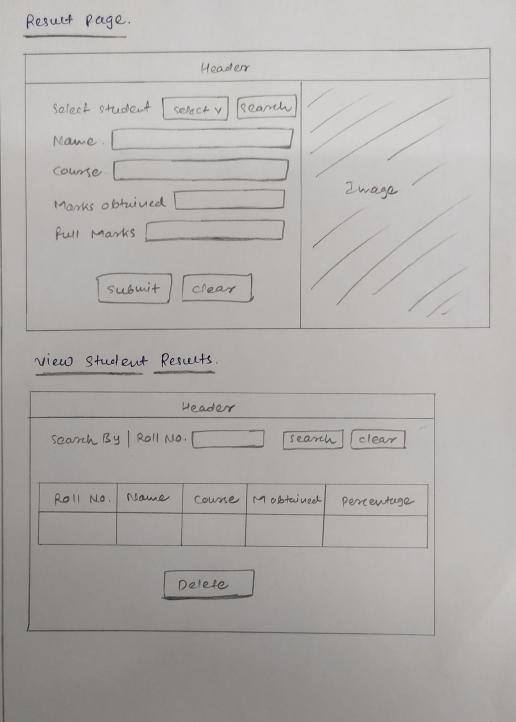 Result Page.
Header
Select Student select v search
Name.
Course.
Marks obtained
Full Marks
Image
submit clear
View Student Results.
Header
Search By | Roll No. search clear
Roll No. Name Course M obtained Percentage
Delete